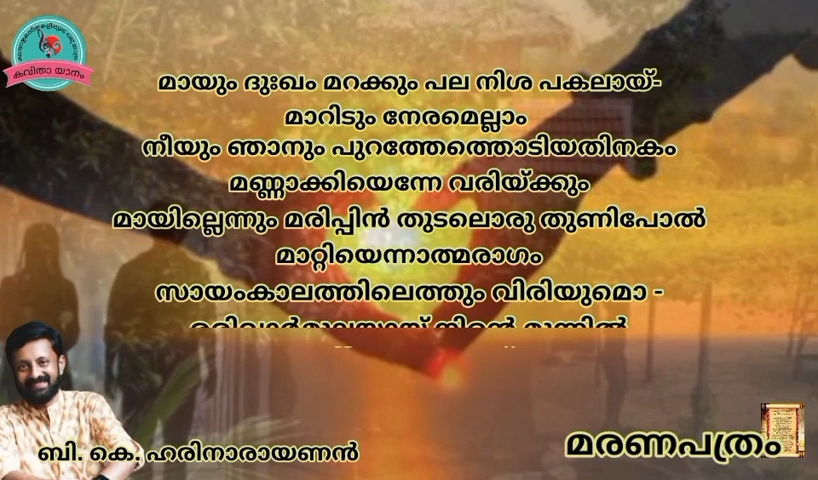 കവിതാ യാനം
മായും ദുഃഖം മറക്കും പല നിശ പകലായ്-
മാറിടും നേരമെല്ലാം
നീയും ഞാനും പുറത്തേത്തൊടിയതിനകം
മണ്ണാക്കിയെന്നേ വരിയ്ക്കും
മായില്ലെന്നും മരിപ്പിൻ തുടലൊരു തുണിപോൽ
മാറ്റിയെന്നാത്മരാഗം
സായംകാലത്തിലെത്തും വിരിയുമൊ -
ബി. കെ. ഹരിനാരായണൻ
മരണപത്രം